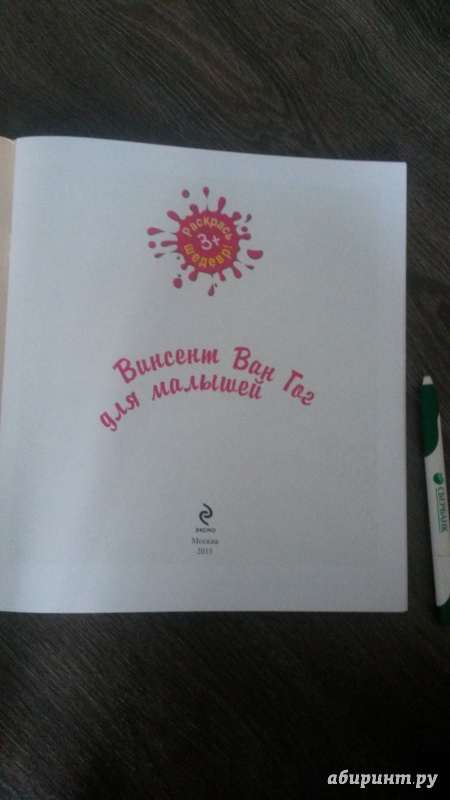 Раскрась
3+
шедевр!
Винсент Ван Гог
для малышей
ЭКСМО
Москва
2015
СБЕРБАНК
абиринт.ру